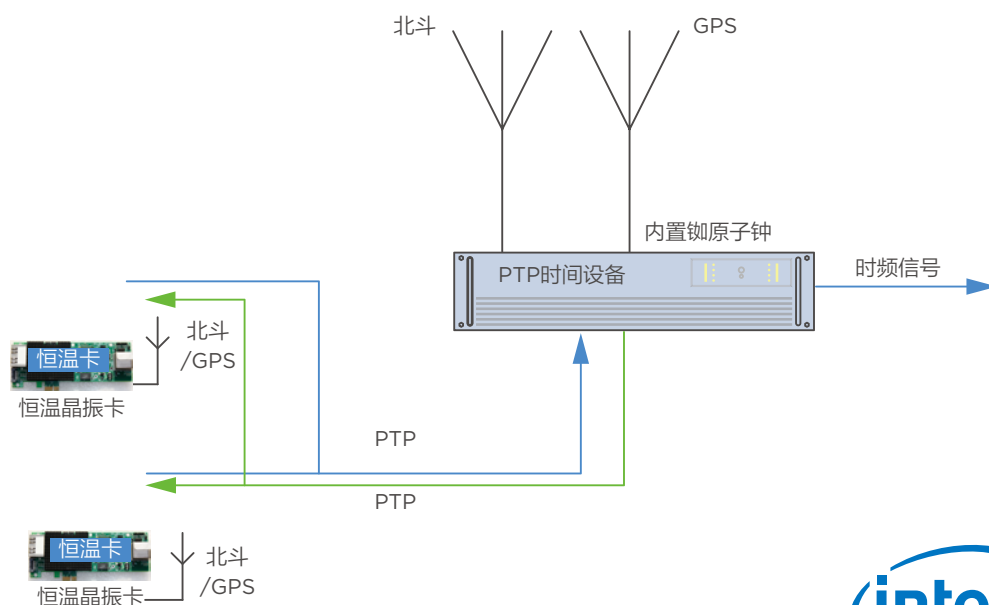 北斗
GPS
内置铷原子钟
PTP时间设备
时频信号
北斗
/GPS
恒温卡
恒温晶振卡
PTP
PTP
恒温卡
北斗
/GPS
恒温晶振卡
inte